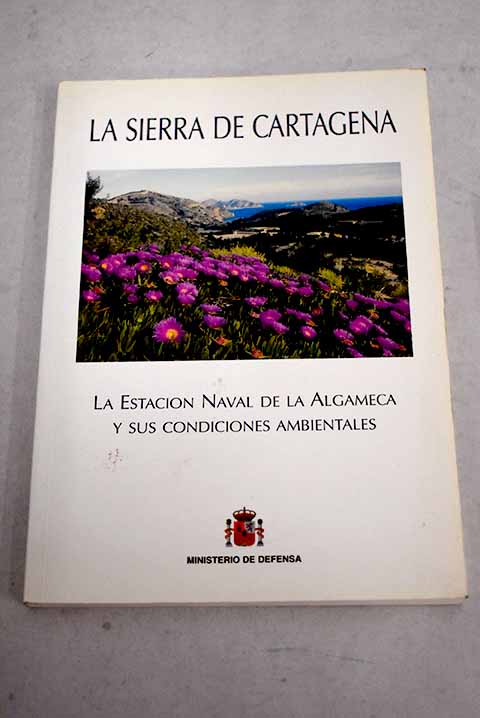 LA SIERRA DE CARTAGENA
LA ESTACION NAVAL DE LA ALGAMECA
Y SUS CONDICIONES AMBIENTALES
MINISTERIO DE DEFENSA